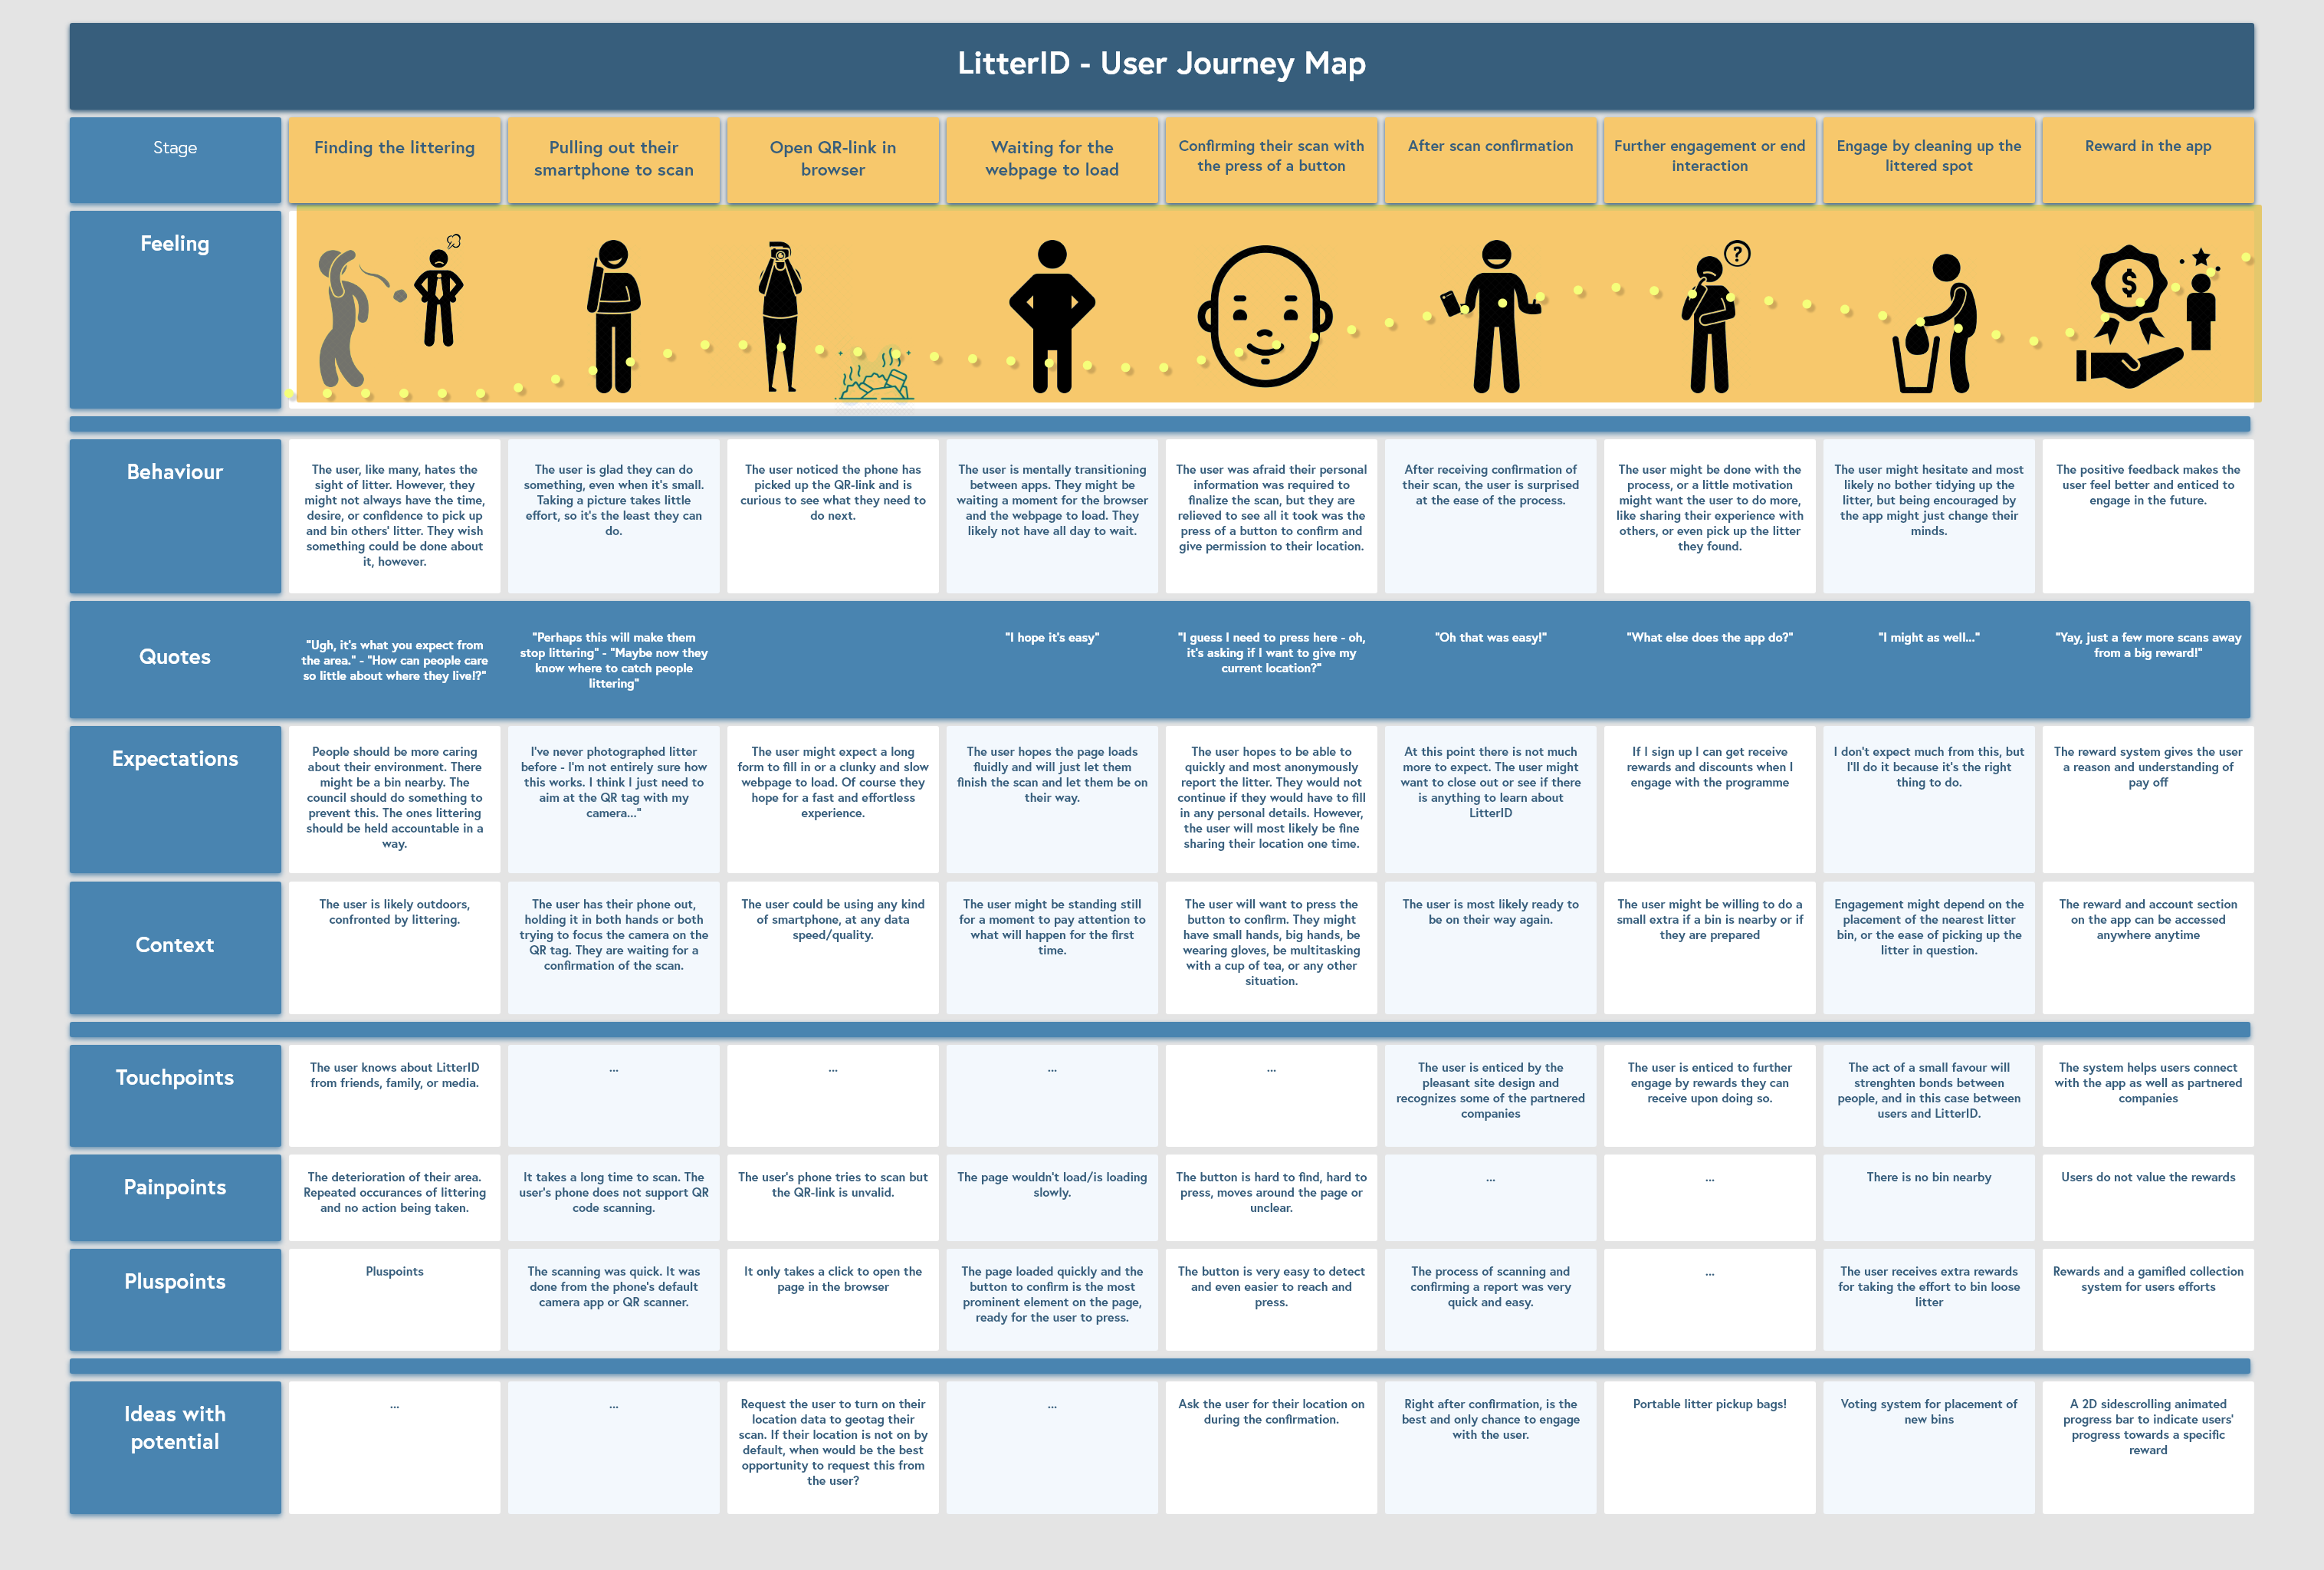 LitterID - User Journey Map
Stage
Finding the littering
Pulling out their
smartphone to scan
Open QR-link in
browser
Waiting for the
webpage to load
Confirming their scan with
the press of a button
After scan confirmation
Further engagement or end
interaction
Engage by cleaning up the
littered spot
Reward in the app
Feeling
?
$
Behaviour
The user, like many, hates the
sight of litter. However, they
might not always have the time,
desire, or confidence to pick up
and bin others' litter. They wish
something could be done about
it, however.
The user is glad they can do
something, even when it's small.
Taking a picture takes little
effort, so it's the least they can
do.
The user noticed the phone has
picked up the QR-link and is
curious to see what they need to
do next.
The user is mentally transitioning
between apps. They might be
waiting a moment for the browser
and the webpage to load. They
likely not have all day to wait.
The user was afraid their personal
information was required to
finalize the scan, but they are
relieved to see all it took was the
press of a button to confirm and
give permission to their location.
After receiving confirmation of
their scan, the user is surprised
at the ease of the process.
The user might be done with the
process, or a little motivation
might want the user to do more,
like sharing their experience with
others, or even pick up the litter
they found.
The user might hesitate and most
likely no bother tidying up the
litter, but being encouraged by
the app might just change their
minds.
The positive feedback makes the
user feel better and enticed to
engage in the future.
Quotes
"Ugh, it's what you expect from
the area." - "How can people care
so little about where they live!?"
"Perhaps this will make them
stop littering" - "Maybe now they
know where to catch people
littering"
"I hope it's easy"
"I guess I need to press here - oh,
it's asking if I want to give my
current location?"
"Oh that was easy!"
"What else does the app do?"
"I might as well..."
"Yay, just a few more scans away
from a big reward!"
Expectations
People should be more caring
about their environment. There
might be a bin nearby. The
council should do something to
prevent this. The ones littering
should be held accountable in a
way.
I've never photographed litter
before - I'm not entirely sure how
this works. I think I just need to
aim at the QR tag with my
camera..."
The user might expect a long
form to fill in or a clunky and slow
webpage to load. Of course they
hope for a fast and effortless
experience.
The user hopes the page loads
fluidly and will just let them
finish the scan and let them be on
their way.
The user hopes to be able to
quickly and most anonymously
report the litter. They would not
continue if they would have to fill
in any personal details. However,
the user will most likely be fine
sharing their location one time.
At this point there is not much
more to expect. The user might
want to close out or see if there
is anything to learn about
LitterID
If I sign up I can get receive
rewards and discounts when I
engage with the programme
I don't expect much from this, but
I'll do it because it's the right
thing to do.
The reward system gives the user
a reason and understanding of
pay off
Context
The user is likely outdoors,
confronted by littering.
The user has their phone out,
holding it in both hands or both
trying to focus the camera on the
QR tag. They are waiting for a
confirmation of the scan.
The user could be using any kind
of smartphone, at any data
speed/quality.
The user might be standing still
for a moment to pay attention to
what will happen for the first
time.
The user will want to press the
button to confirm. They might
have small hands, big hands, be
wearing gloves, be multitasking
with a cup of tea, or any other
situation.
The user is most likely ready to
be on their way again.
The user might be willing to do a
small extra if a bin is nearby or if
they are prepared
Engagement might depend on the
placement of the nearest litter
bin, or the ease of picking up the
litter in question.
The reward and account section
on the app can be accessed
anywhere anytime
Touchpoints
The user knows about LitterID
from friends, family, or media.
...
...
...
...
The user is enticed by the
pleasant site design and
recognizes some of the partnered
companies
The user is enticed to further
engage by rewards they can
receive upon doing so.
The act of a small favour will
strenghten bonds between
people, and in this case between
users and LitterID.
The system helps users connect
with the app as well as partnered
companies
Painpoints
The deterioration of their area.
Repeated occurances of littering
and no action being taken.
It takes a long time to scan. The
user's phone does not support QR
code scanning.
The user's phone tries to scan but
the QR-link is unvalid.
The page wouldn't load/is loading
slowly.
The button is hard to find, hard to
press, moves around the page or
unclear.
...
...
There is no bin nearby
Users do not value the rewards
Pluspoints
Pluspoints
The scanning was quick. It was
done from the phone's default
camera app or QR scanner.
It only takes a click to open the
page in the browser
The page loaded quickly and the
button to confirm is the most
prominent element on the page,
ready for the user to press.
The button is very easy to detect
and even easier to reach and
press.
The process of scanning and
confirming a report was very
quick and easy.
...
The user receives extra rewards
for taking the effort to bin loose
litter
Rewards and a gamified collection
system for users efforts
Ideas with
potential
...
...
Request the user to turn on their
location data to geotag their
scan. If their location is not on by
default, when would be the best
opportunity to request this from
the user?
...
Ask the user for their location on
during the confirmation.
Right after confirmation, is the
best and only chance to engage
with the user.
Portable litter pickup bags!
Voting system for placement of
new bins
A 2D sidescrolling animated
progress bar to indicate users'
progress towards a specific
reward